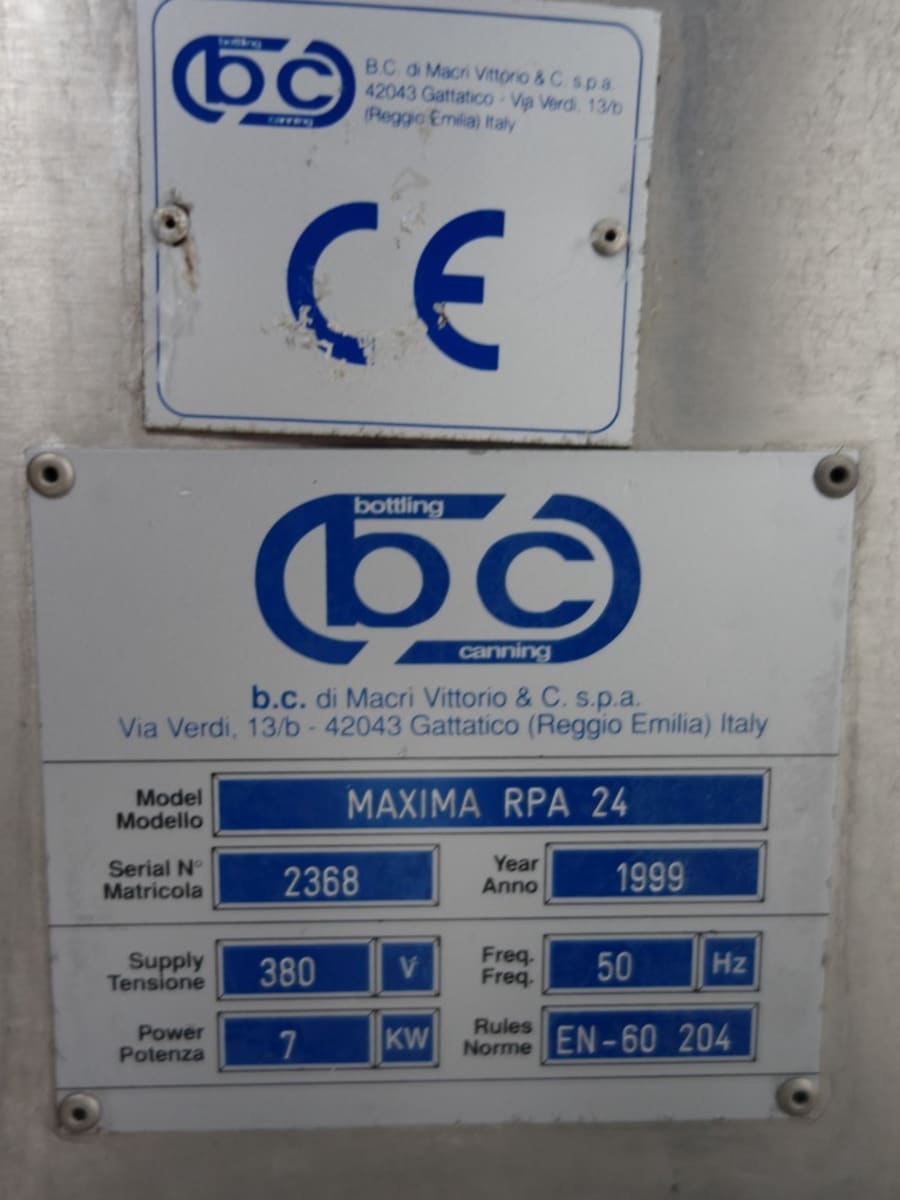 bottling
bc
canning
B.C. di Macrì Vittorio & C. s.p.a.
42043 Gattatico - Via Verdi, 13/b
(Reggio Emilia) Italy
CE
bottling
bc
canning
b.c. di Macrì Vittorio & C. s.p.a.
Via Verdi, 13/b - 42043 Gattatico (Reggio Emilia) Italy
Model
Modello
MAXIMA RPA 24
Serial N°
Matricola
2368
Year
Anno
1999
Supply
Tensione
380 V
Freq.
Freq.
50 Hz
Power
Potenza
7 KW
Rules
Norme
EN-60 204